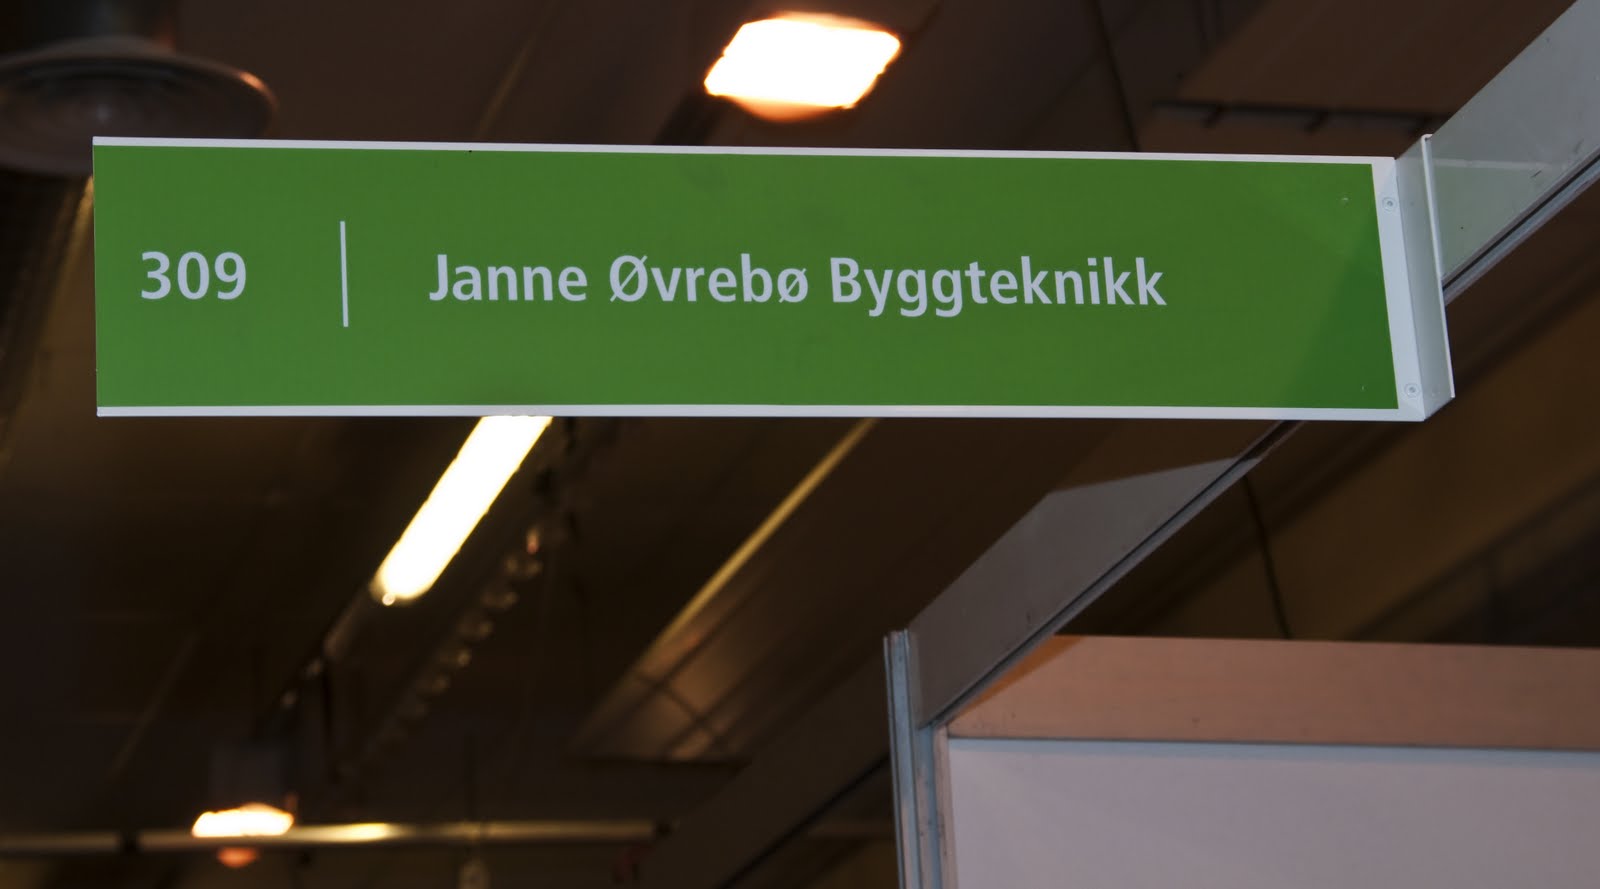 309 | Janne Øvrebø Byggteknikk